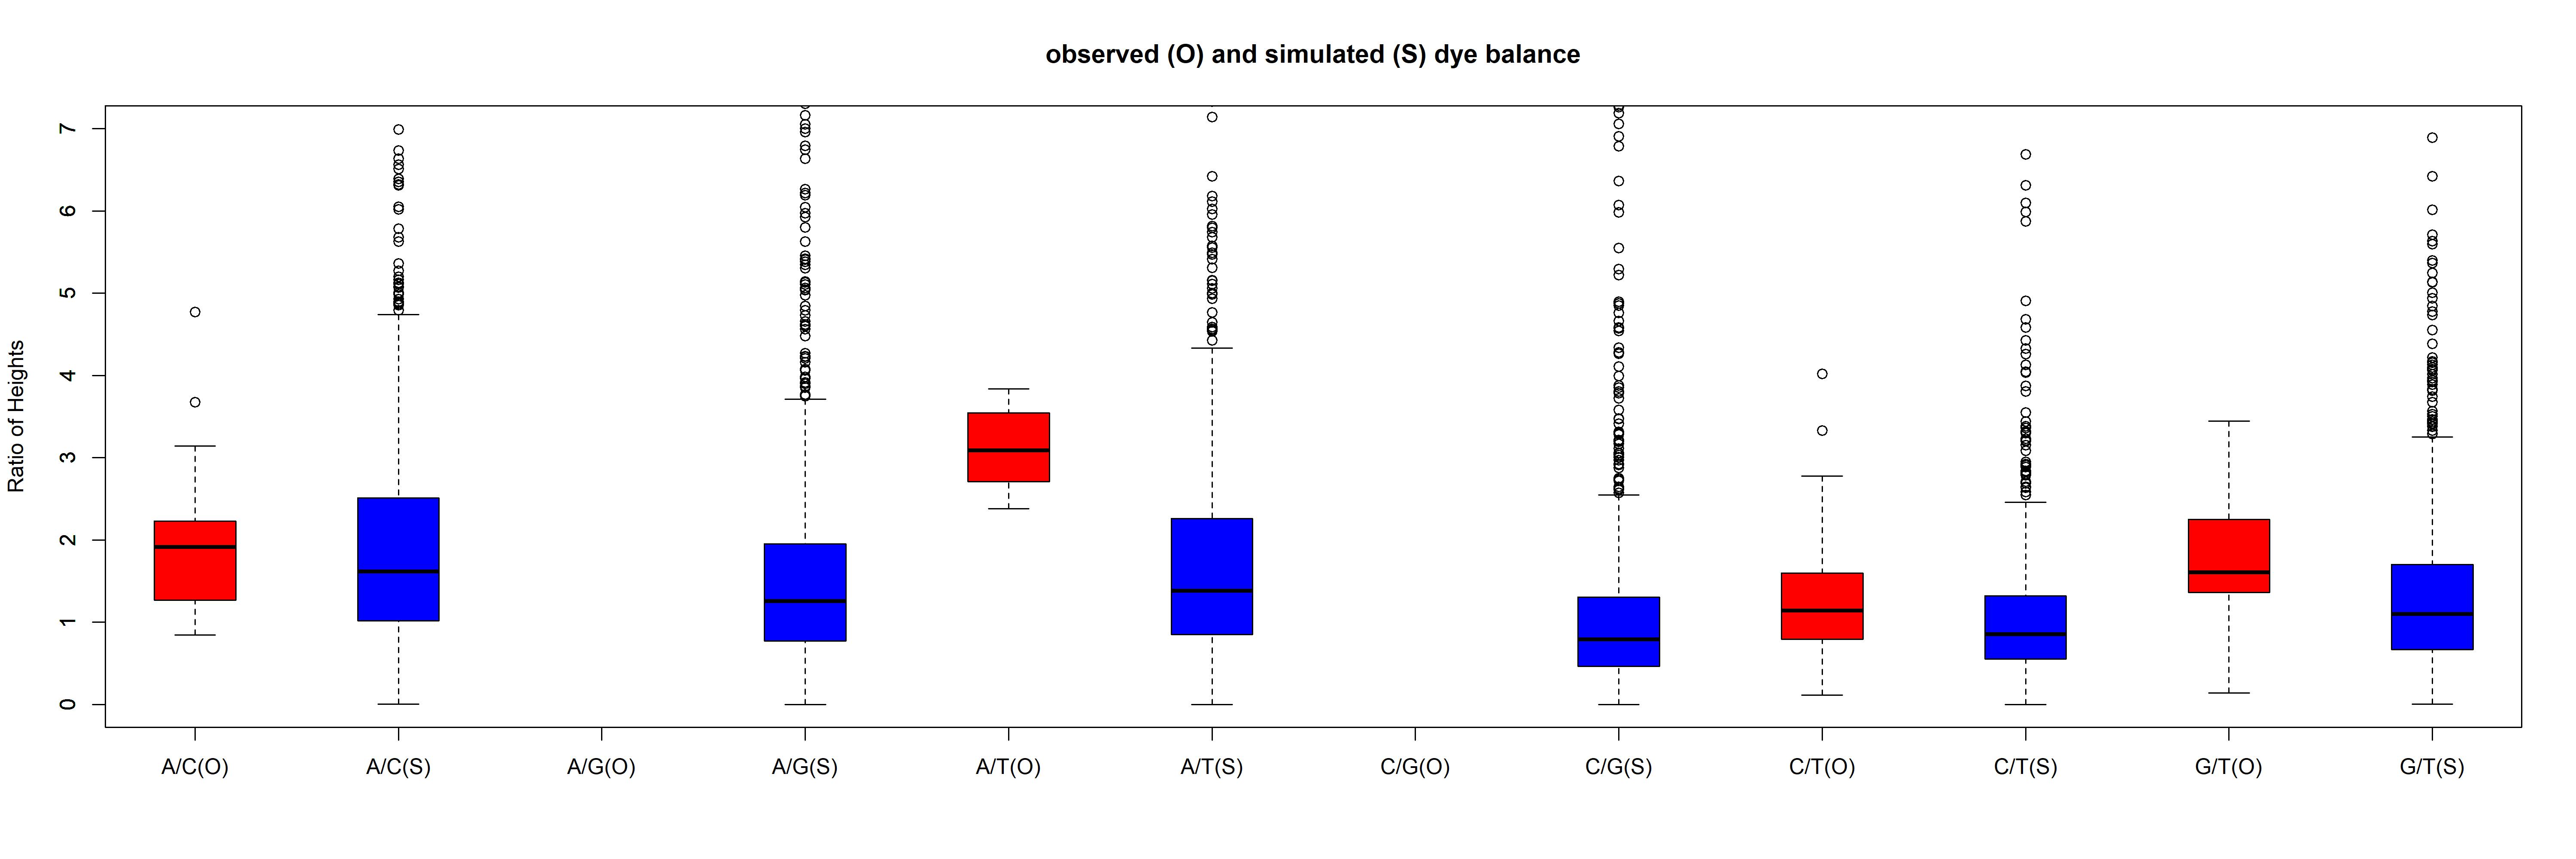 observed (O) and simulated (S) dye balance
Ratio of Heights
7
6
5
4
3
2
1
0
A/C(O) A/C(S) A/G(O) A/G(S) A/T(O) A/T(S) C/G(O) C/G(S) C/T(O) C/T(S) G/T(O) G/T(S)